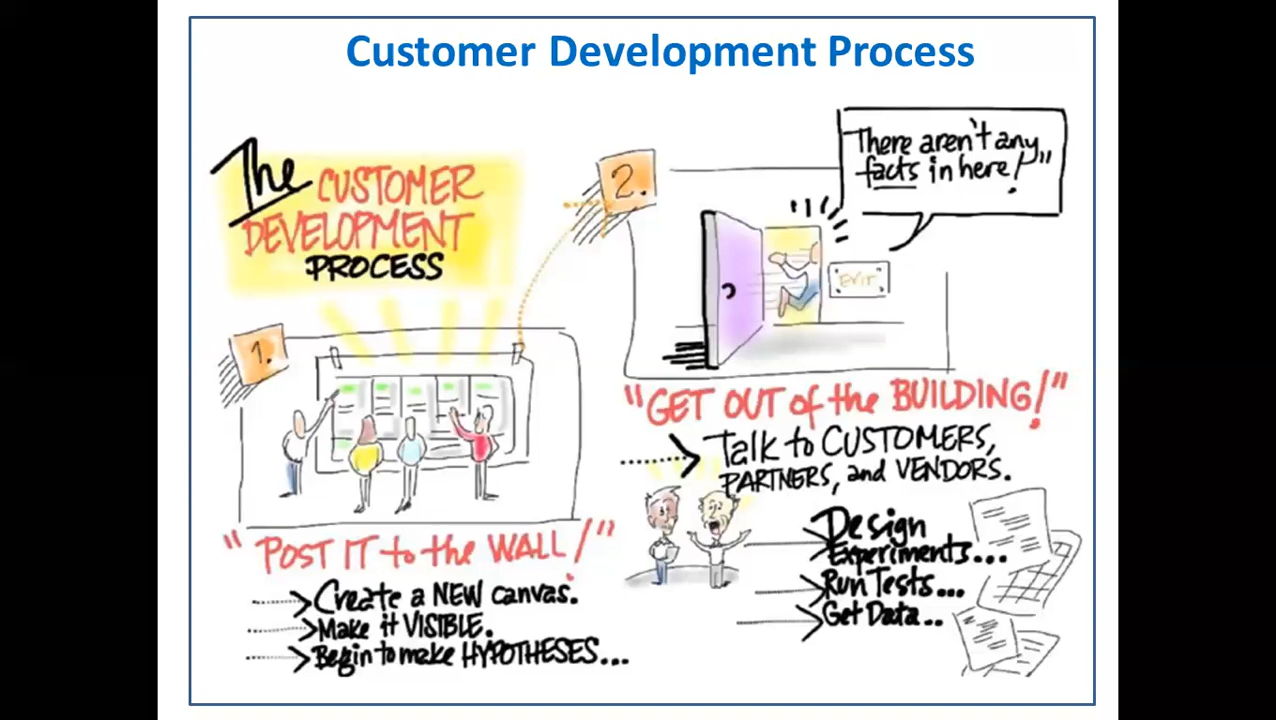 Customer Development Process
The CUSTOMER
DEVELOPMENT
PROCESS
1.
"POST IT to the WALL!"
Create a NEW canvas.
Make it VISIBLE.
Begin to make HYPOTHESES...
2.
There aren't any
facts in here!"
EXIT
"GET OUT of the BUILDING!"
Talk to CUSTOMERS,
PARTNERS, and VENDORS.
Design
Experiments...
Run Tests...
Get Data..